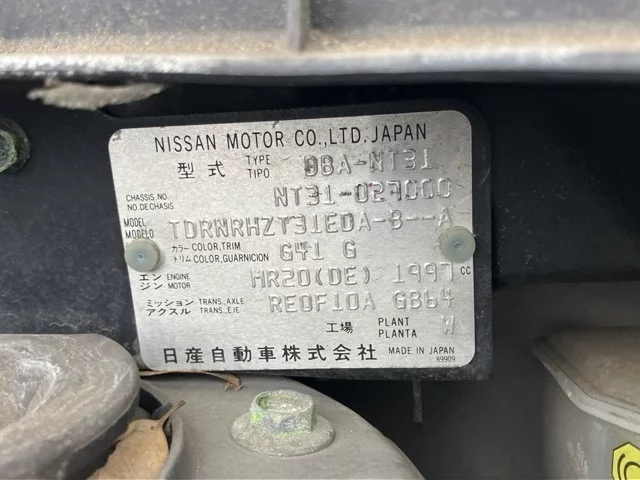 NISSAN MOTOR CO.,LTD.JAPAN
型式 TYPE TIPO DBA-NT31
CHASSIS NO. NO.DECHASIS NT31-027000
MODEL MODELO TDRNRHZT31EDA-B--A
カラー COLOR,TRIM トリム COLOR,GUARNICION G41 G
エンジン ENGINE MOTOR MR20(DE) 1997 cc
ミッション アクスル TRANS.,AXLE TRANS.,EJE RE0F10A GB64
工場 PLANT PLANTA W
日産自動車株式会社 MADE IN JAPAN
89909